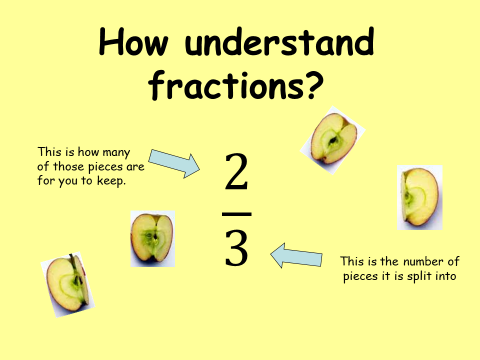 How understand
fractions?
This is how many
of those pieces are
for you to keep.
2
3
This is the number of
pieces it is split into